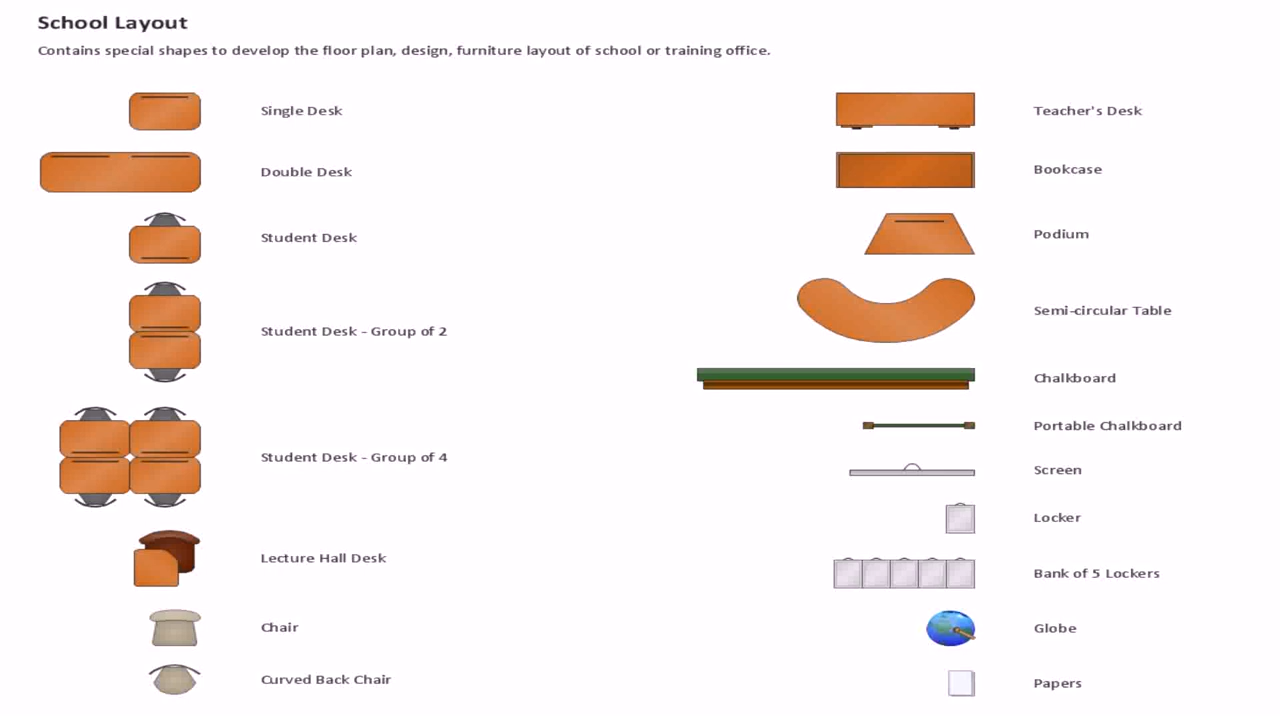 School Layout
Contains special shapes to develop the floor plan, design, furniture layout of school or training office.
Single Desk
Double Desk
Student Desk
Student Desk - Group of 2
Student Desk - Group of 4
Lecture Hall Desk
Chair
Curved Back Chair
Teacher's Desk
Bookcase
Podium
Semi-circular Table
Chalkboard
Portable Chalkboard
Screen
Locker
Bank of 5 Lockers
Globe
Papers